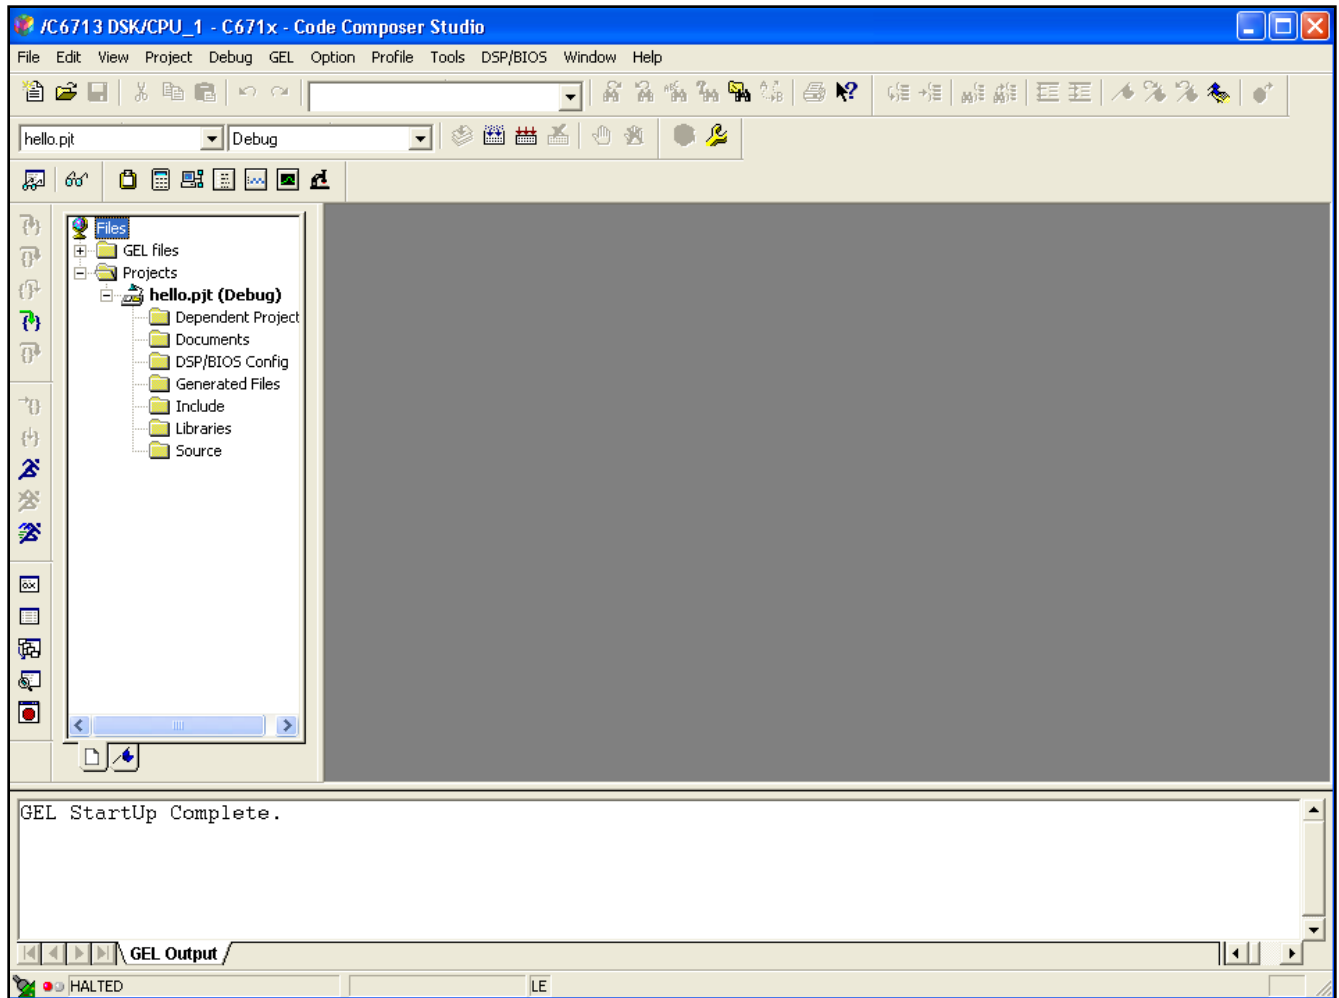 /C6713 DSK/CPU_1 - C671x - Code Composer Studio
File Edit View Project Debug GEL Option Profile Tools DSP/BIOS Window Help
hello.pjt Debug
Files
GEL files
Projects
hello.pjt (Debug)
Dependent Project
Documents
DSP/BIOS Config
Generated Files
Include
Libraries
Source
GEL StartUp Complete.
GEL Output
HALTED LE